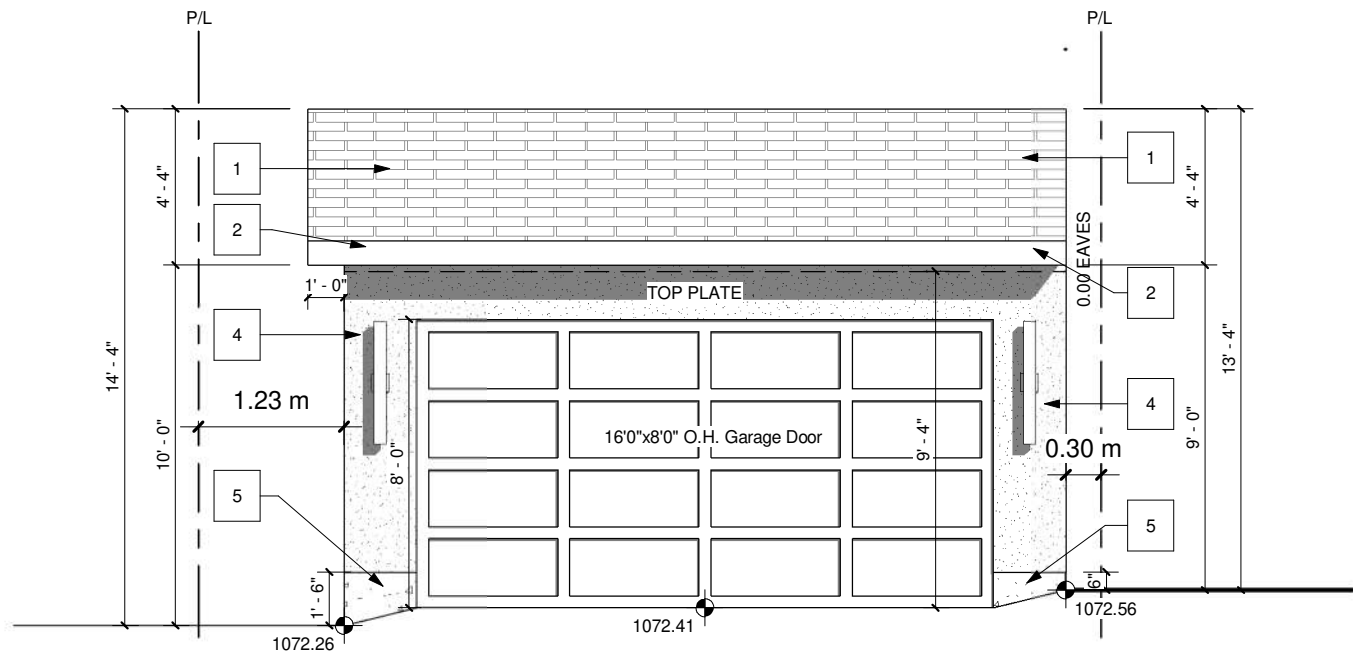 P/L
P/L
1
1
4' - 4"
4' - 4"
2
0.00 EAVES
2
1' - 0"
TOP PLATE
4
14' - 4"
13' - 4"
1.23 m
4
10' - 0"
16'0"x8'0" O.H. Garage Door
9' - 4"
9' - 0"
0.30 m
8' - 0"
5
5
1' - 6"
6"
1072.26
1072.41
1072.56